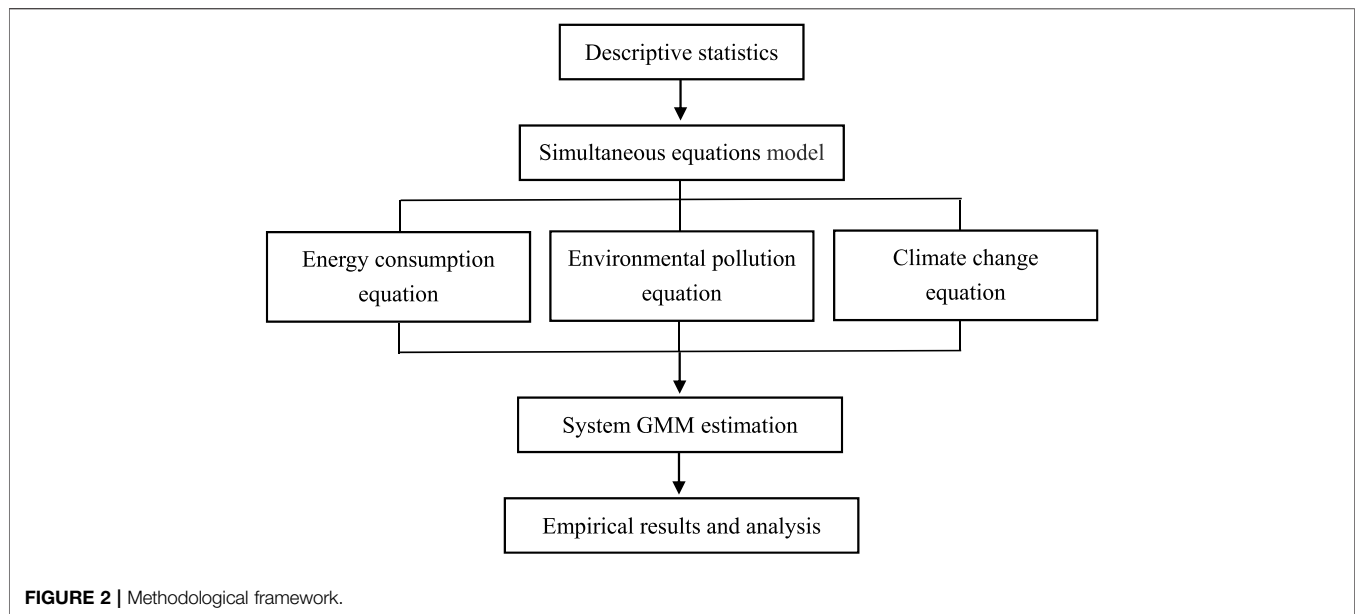 Descriptive statistics
Simultaneous equations model
Energy consumption
equation
Environmental pollution
equation
Climate change
equation
System GMM estimation
Empirical results and analysis
FIGURE 2 | Methodological framework.